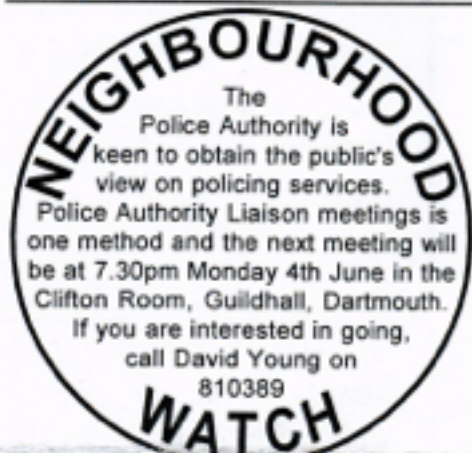 NEIGHBOURHOOD
The
Police Authority is
keen to obtain the public's
view on policing services.
Police Authority Liaison meetings is
one method and the next meeting will
be at 7.30pm Monday 4th June in the
Clifton Room, Guildhall, Dartmouth.
If you are interested in going,
call David Young on
810389
WATCH